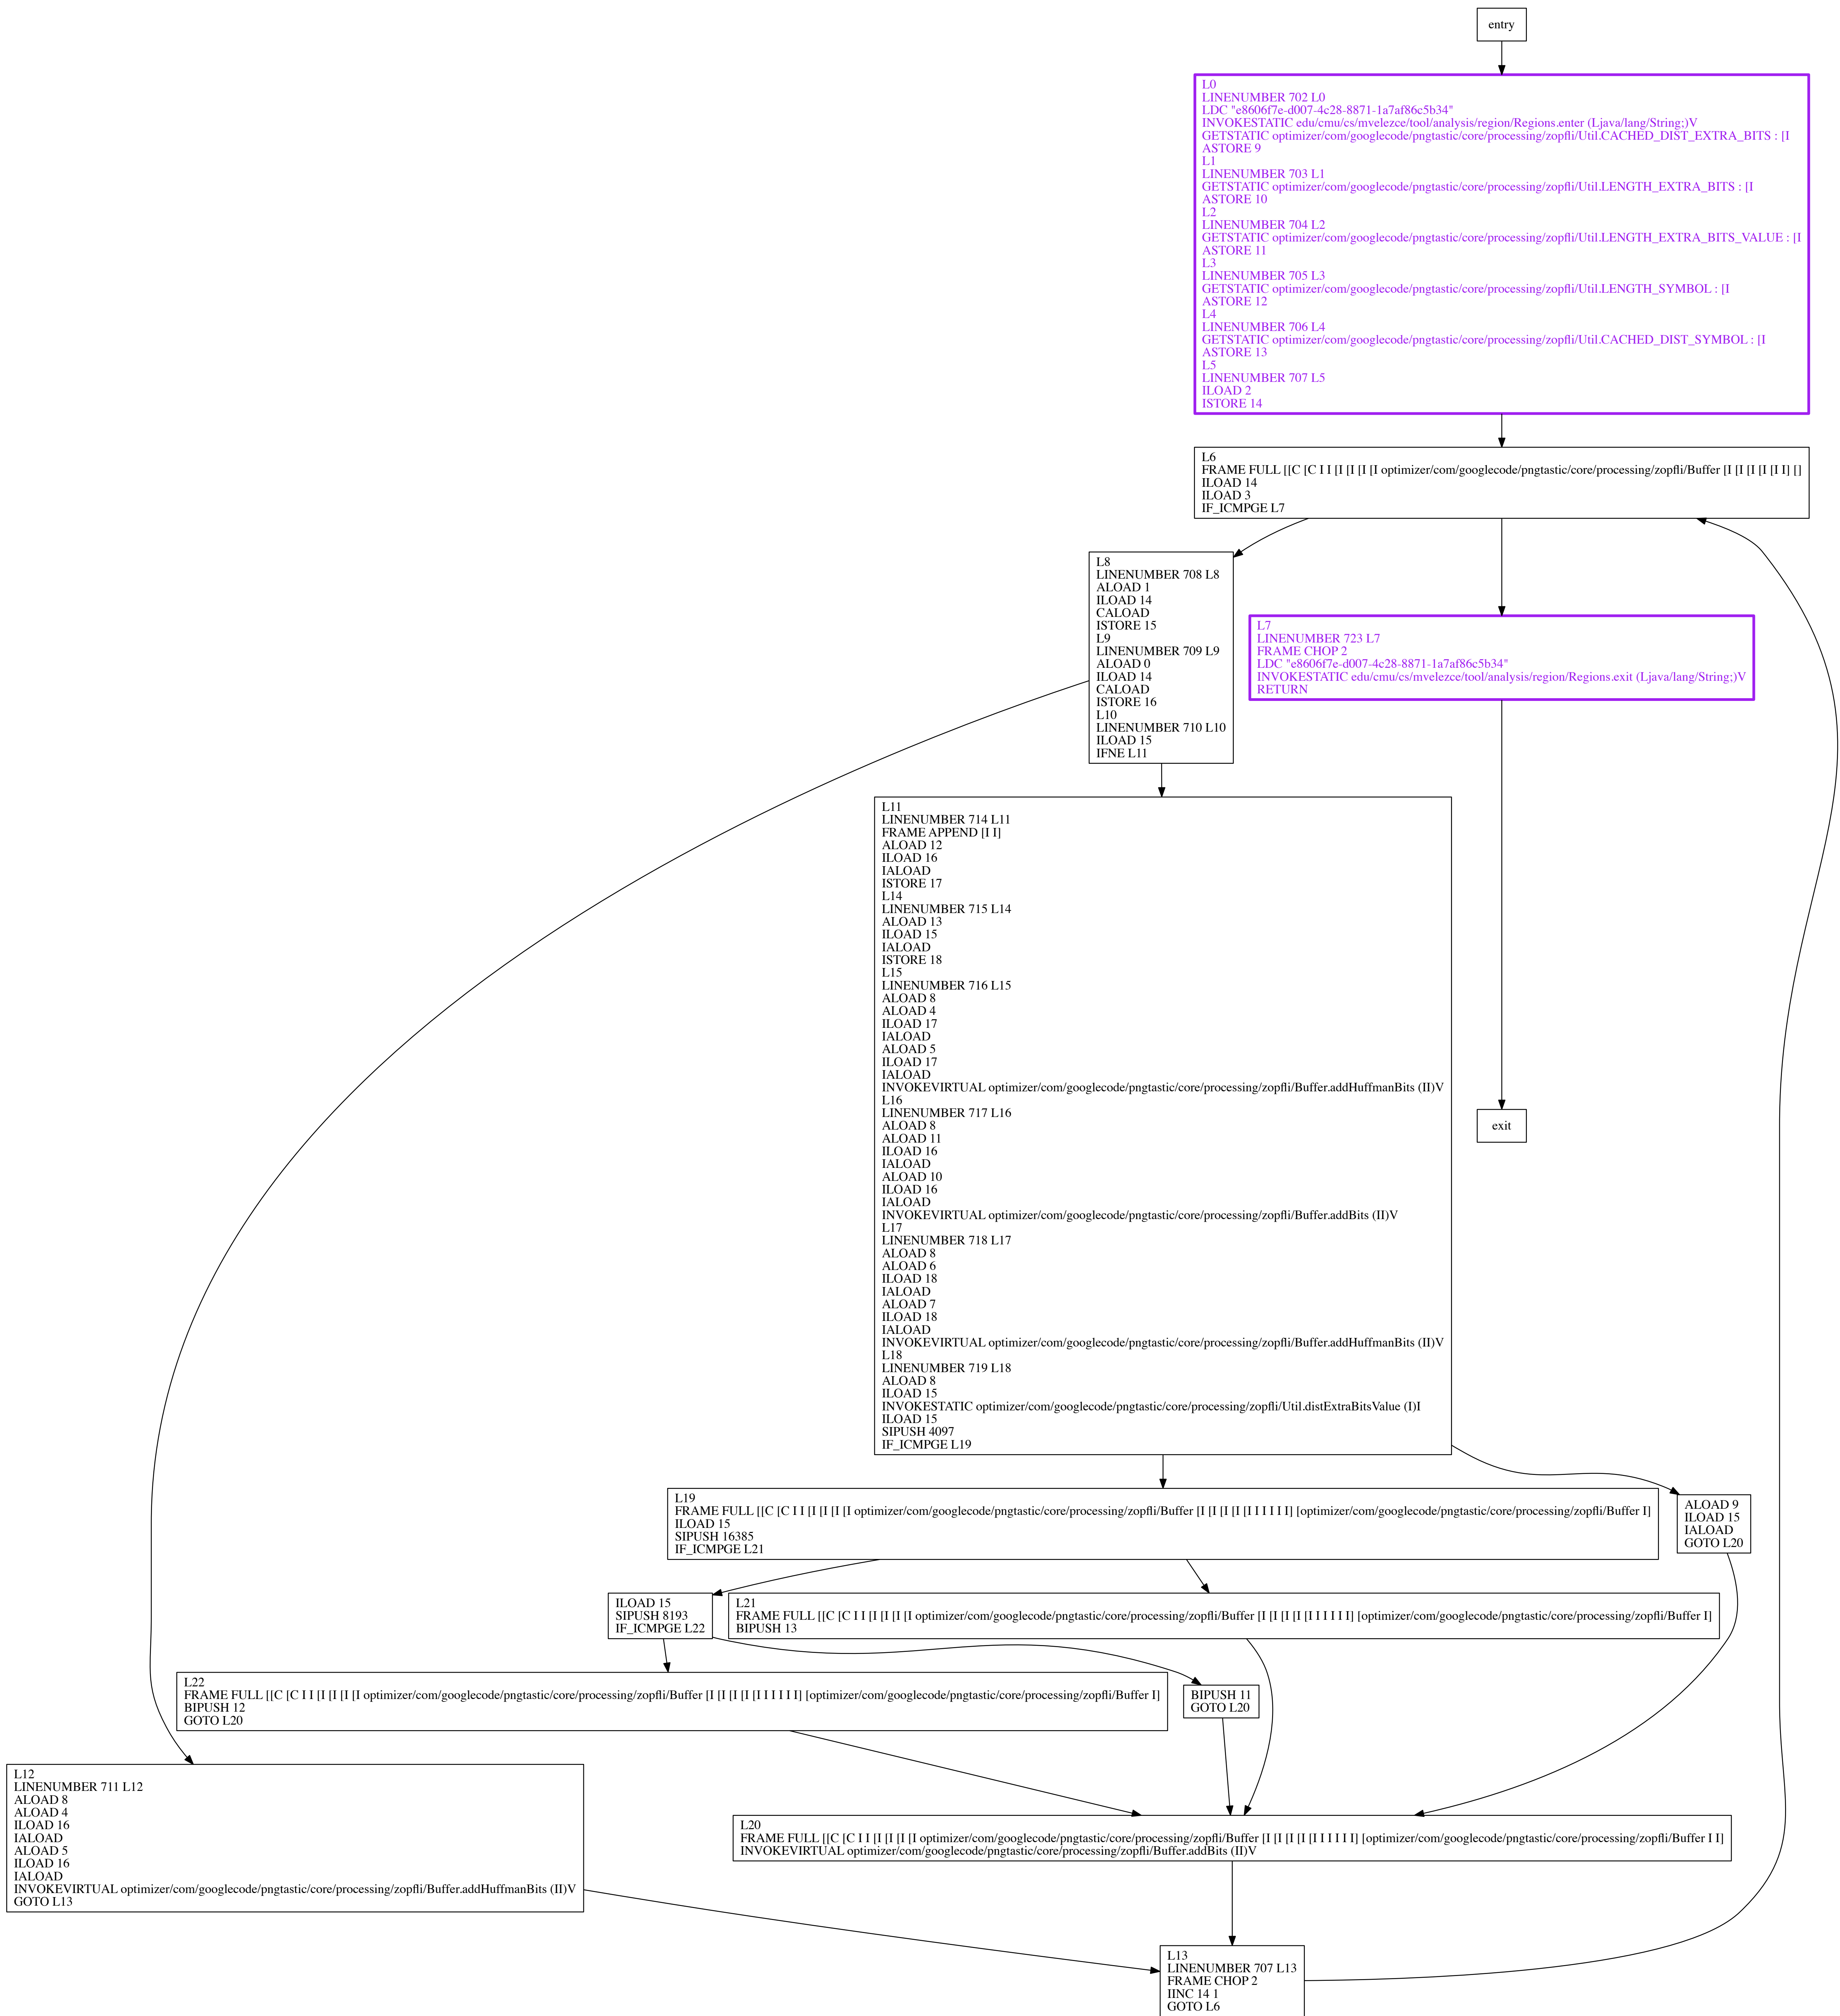 entry
L0
LINENUMBER 702 L0
LDC "e8606f7e-d007-4c28-8871-1a7af86c5b34"
INVOKESTATIC edu/cmu/cs/mvelezce/tool/analysis/region/Regions.enter (Ljava/lang/String;)V
GETSTATIC optimizer/com/googlecode/pngtastic/core/processing/zopfli/Util.CACHED_DIST_EXTRA_BITS : [I
ASTORE 9
L1
LINENUMBER 703 L1
GETSTATIC optimizer/com/googlecode/pngtastic/core/processing/zopfli/Util.LENGTH_EXTRA_BITS : [I
ASTORE 10
L2
LINENUMBER 704 L2
GETSTATIC optimizer/com/googlecode/pngtastic/core/processing/zopfli/Util.LENGTH_EXTRA_BITS_VALUE : [I
ASTORE 11
L3
LINENUMBER 705 L3
GETSTATIC optimizer/com/googlecode/pngtastic/core/processing/zopfli/Util.LENGTH_SYMBOL : [I
ASTORE 12
L4
LINENUMBER 706 L4
GETSTATIC optimizer/com/googlecode/pngtastic/core/processing/zopfli/Util.CACHED_DIST_SYMBOL : [I
ASTORE 13
L5
LINENUMBER 707 L5
ILOAD 2
ISTORE 14
L6
FRAME FULL [[C [C I I [I [I [I [I optimizer/com/googlecode/pngtastic/core/processing/zopfli/Buffer [I [I [I [I [I I] []
ILOAD 14
ILOAD 3
IF_ICMPGE L7
L8
LINENUMBER 708 L8
ALOAD 1
ILOAD 14
CALOAD
ISTORE 15
L9
LINENUMBER 709 L9
ALOAD 0
ILOAD 14
CALOAD
ISTORE 16
L10
LINENUMBER 710 L10
ILOAD 15
IFNE L11
L7
LINENUMBER 723 L7
FRAME CHOP 2
LDC "e8606f7e-d007-4c28-8871-1a7af86c5b34"
INVOKESTATIC edu/cmu/cs/mvelezce/tool/analysis/region/Regions.exit (Ljava/lang/String;)V
RETURN
L11
LINENUMBER 714 L11
FRAME APPEND [I I]
ALOAD 12
ILOAD 16
IALOAD
ISTORE 17
L14
LINENUMBER 715 L14
ALOAD 13
ILOAD 15
IALOAD
ISTORE 18
L15
LINENUMBER 716 L15
ALOAD 8
ALOAD 4
ILOAD 17
IALOAD
ALOAD 5
ILOAD 17
IALOAD
INVOKEVIRTUAL optimizer/com/googlecode/pngtastic/core/processing/zopfli/Buffer.addHuffmanBits (II)V
L16
LINENUMBER 717 L16
ALOAD 8
ALOAD 11
ILOAD 16
IALOAD
ALOAD 10
ILOAD 16
IALOAD
INVOKEVIRTUAL optimizer/com/googlecode/pngtastic/core/processing/zopfli/Buffer.addBits (II)V
L17
LINENUMBER 718 L17
ALOAD 8
ALOAD 6
ILOAD 18
IALOAD
ALOAD 7
ILOAD 18
IALOAD
INVOKEVIRTUAL optimizer/com/googlecode/pngtastic/core/processing/zopfli/Buffer.addHuffmanBits (II)V
L18
LINENUMBER 719 L18
ALOAD 8
ILOAD 15
INVOKESTATIC optimizer/com/googlecode/pngtastic/core/processing/zopfli/Util.distExtraBitsValue (I)I
ILOAD 15
SIPUSH 4097
IF_ICMPGE L19
exit
L19
FRAME FULL [[C [C I I [I [I [I [I optimizer/com/googlecode/pngtastic/core/processing/zopfli/Buffer [I [I [I [I [I I I I I I] [optimizer/com/googlecode/pngtastic/core/processing/zopfli/Buffer I]
ILOAD 15
SIPUSH 16385
IF_ICMPGE L21
ALOAD 9
ILOAD 15
IALOAD
GOTO L20
ILOAD 15
SIPUSH 8193
IF_ICMPGE L22
L21
FRAME FULL [[C [C I I [I [I [I [I optimizer/com/googlecode/pngtastic/core/processing/zopfli/Buffer [I [I [I [I [I I I I I I] [optimizer/com/googlecode/pngtastic/core/processing/zopfli/Buffer I]
BIPUSH 13
L22
FRAME FULL [[C [C I I [I [I [I [I optimizer/com/googlecode/pngtastic/core/processing/zopfli/Buffer [I [I [I [I [I I I I I I] [optimizer/com/googlecode/pngtastic/core/processing/zopfli/Buffer I]
BIPUSH 12
GOTO L20
BIPUSH 11
GOTO L20
L12
LINENUMBER 711 L12
ALOAD 8
ALOAD 4
ILOAD 16
IALOAD
ALOAD 5
ILOAD 16
IALOAD
INVOKEVIRTUAL optimizer/com/googlecode/pngtastic/core/processing/zopfli/Buffer.addHuffmanBits (II)V
GOTO L13
L20
FRAME FULL [[C [C I I [I [I [I [I optimizer/com/googlecode/pngtastic/core/processing/zopfli/Buffer [I [I [I [I [I I I I I I] [optimizer/com/googlecode/pngtastic/core/processing/zopfli/Buffer I I]
INVOKEVIRTUAL optimizer/com/googlecode/pngtastic/core/processing/zopfli/Buffer.addBits (II)V
L13
LINENUMBER 707 L13
FRAME CHOP 2
IINC 14 1
GOTO L6